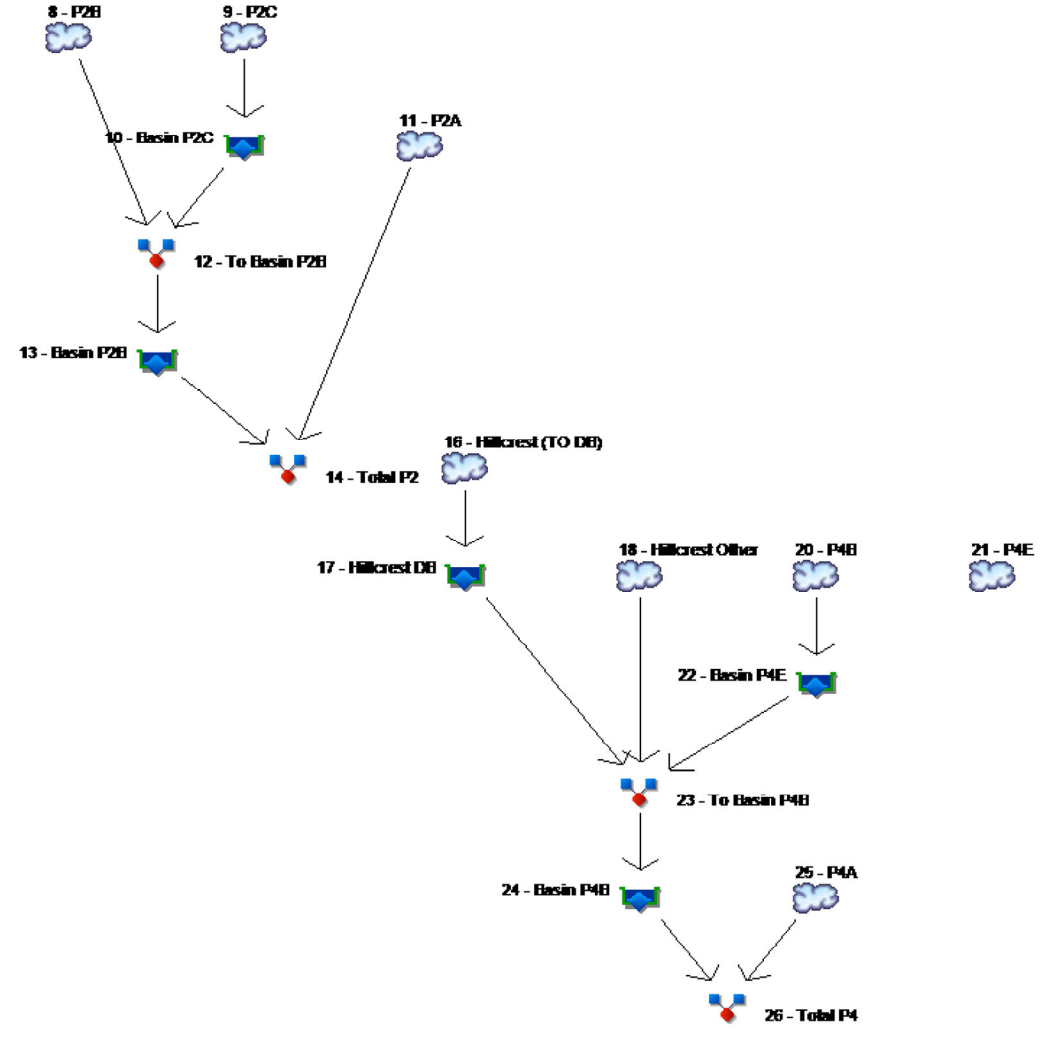 8 - P2B
9 - P2C
10 - Basin P2C
11 - P2A
12 - To Basin P2B
13 - Basin P2B
14 - Total P2
16 - Hillcrest (TO DB)
17 - Hillcrest DB
18 - Hillcrest Other
20 - P4B
21 - P4E
22 - Basin P4E
23 - To Basin P4B
24 - Basin P4B
25 - P4A
26 - Total P4